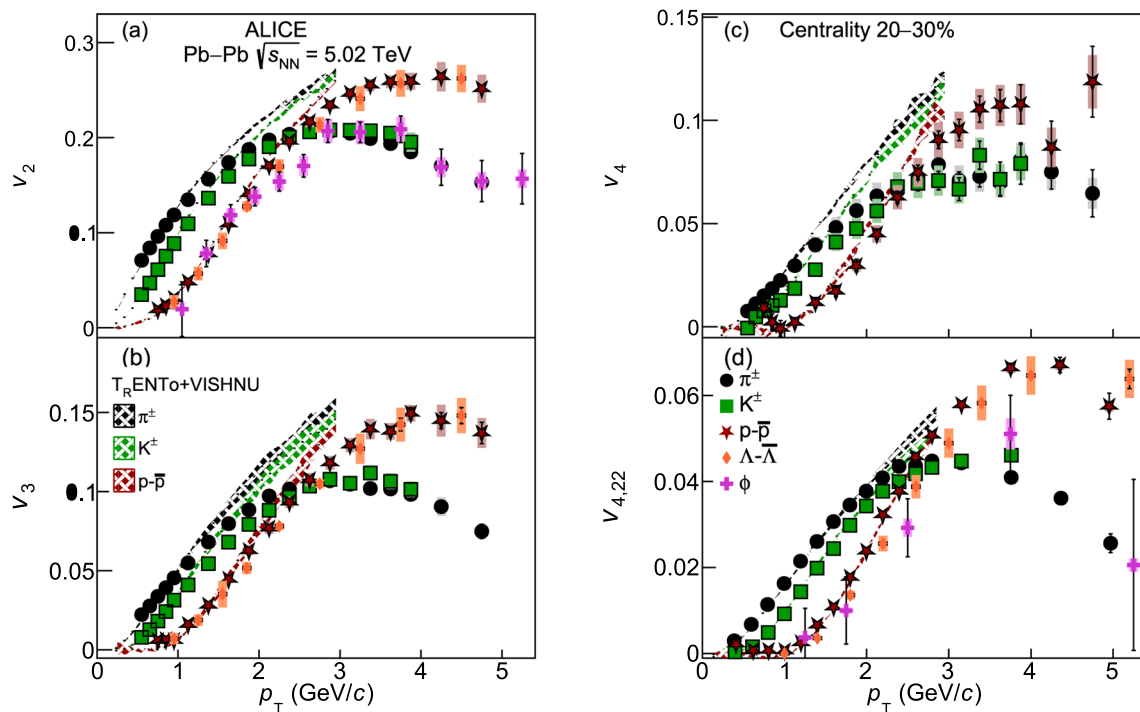 (a)
ALICE
Pb–Pb √sNN = 5.02 TeV
0.3
0.2
0.
0
v2
(b)
TRENTo+VISHNU
π±
K±
p-p̅
0.15
0.
0.05
0
v3
0 1 2 3 4 5
pT (GeV/c)
(c)
Centrality 20–30%
0.15
0.1
0.05
0
v4
(d)
π±
K±
p-p̅
Λ-Λ̅
ϕ
0.06
0.04
0.02
0
v4,22
0 1 2 3 4 5
pT (GeV/c)